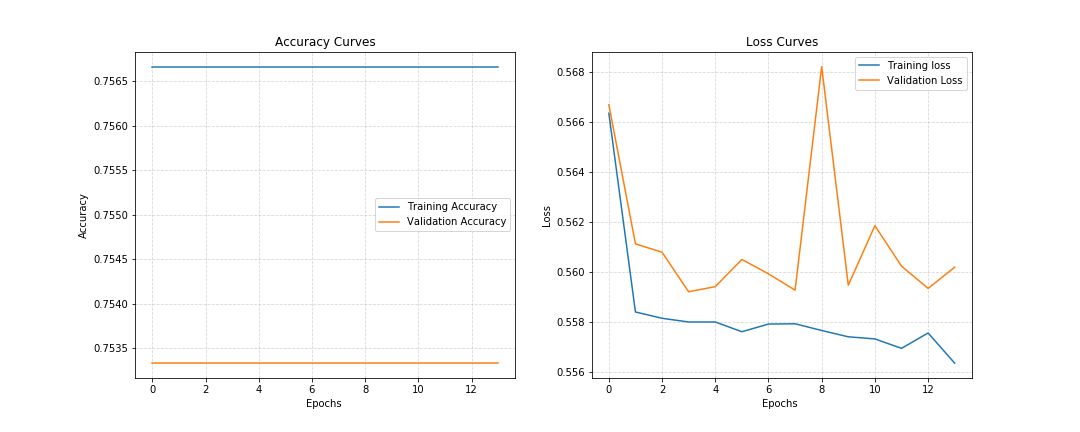 Accuracy Curves
0.7565
0.7560
0.7555
0.7550
0.7545
0.7540
0.7535
Accuracy
Training Accuracy
Validation Accuracy
0 2 4 6 8 10 12
Epochs
Loss Curves
0.568
0.566
0.564
0.562
0.560
0.558
0.556
Loss
Training loss
Validation Loss
0 2 4 6 8 10 12
Epochs